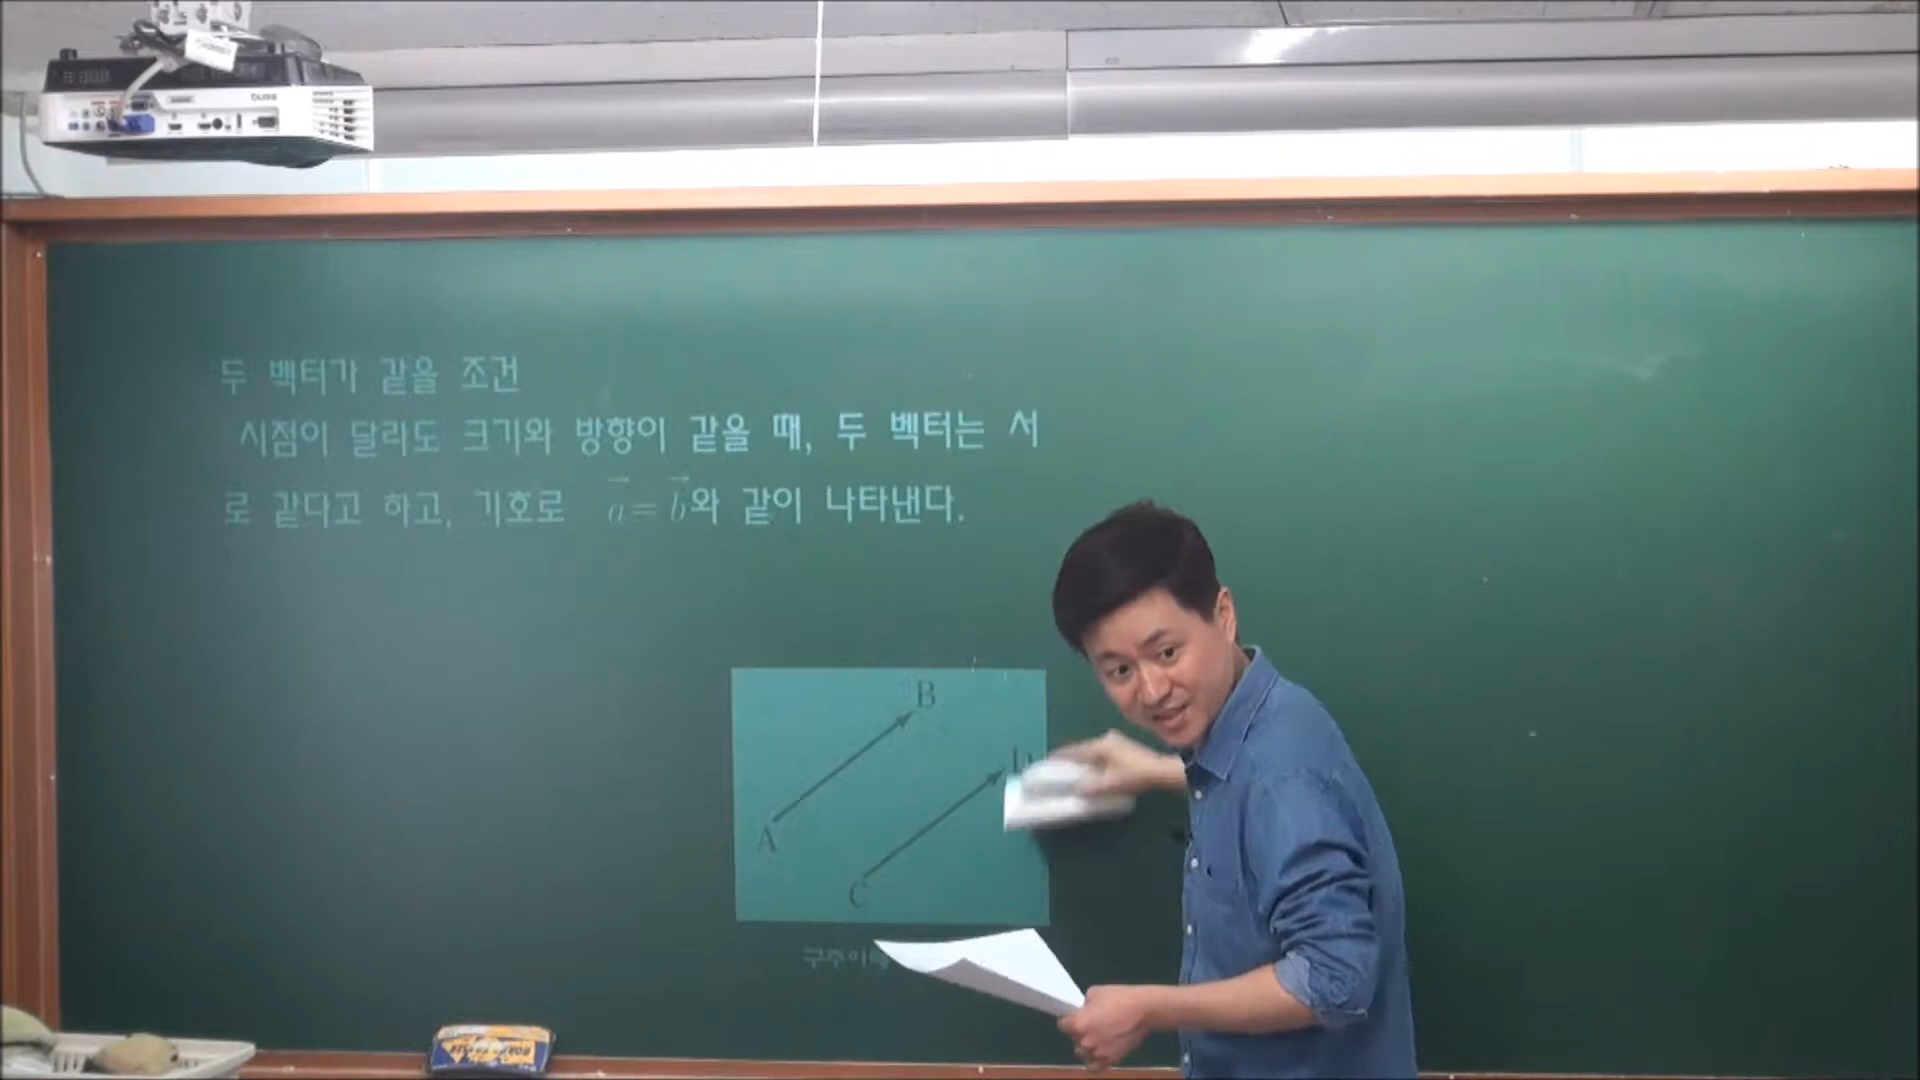 두 벡터가 같을 조건
시점이 달라도 크기와 방향이 같을 때, 두 벡터는 서
로 같다고 하고, 기호로 a⃗=b⃗와 같이 나타낸다.
B
A
C